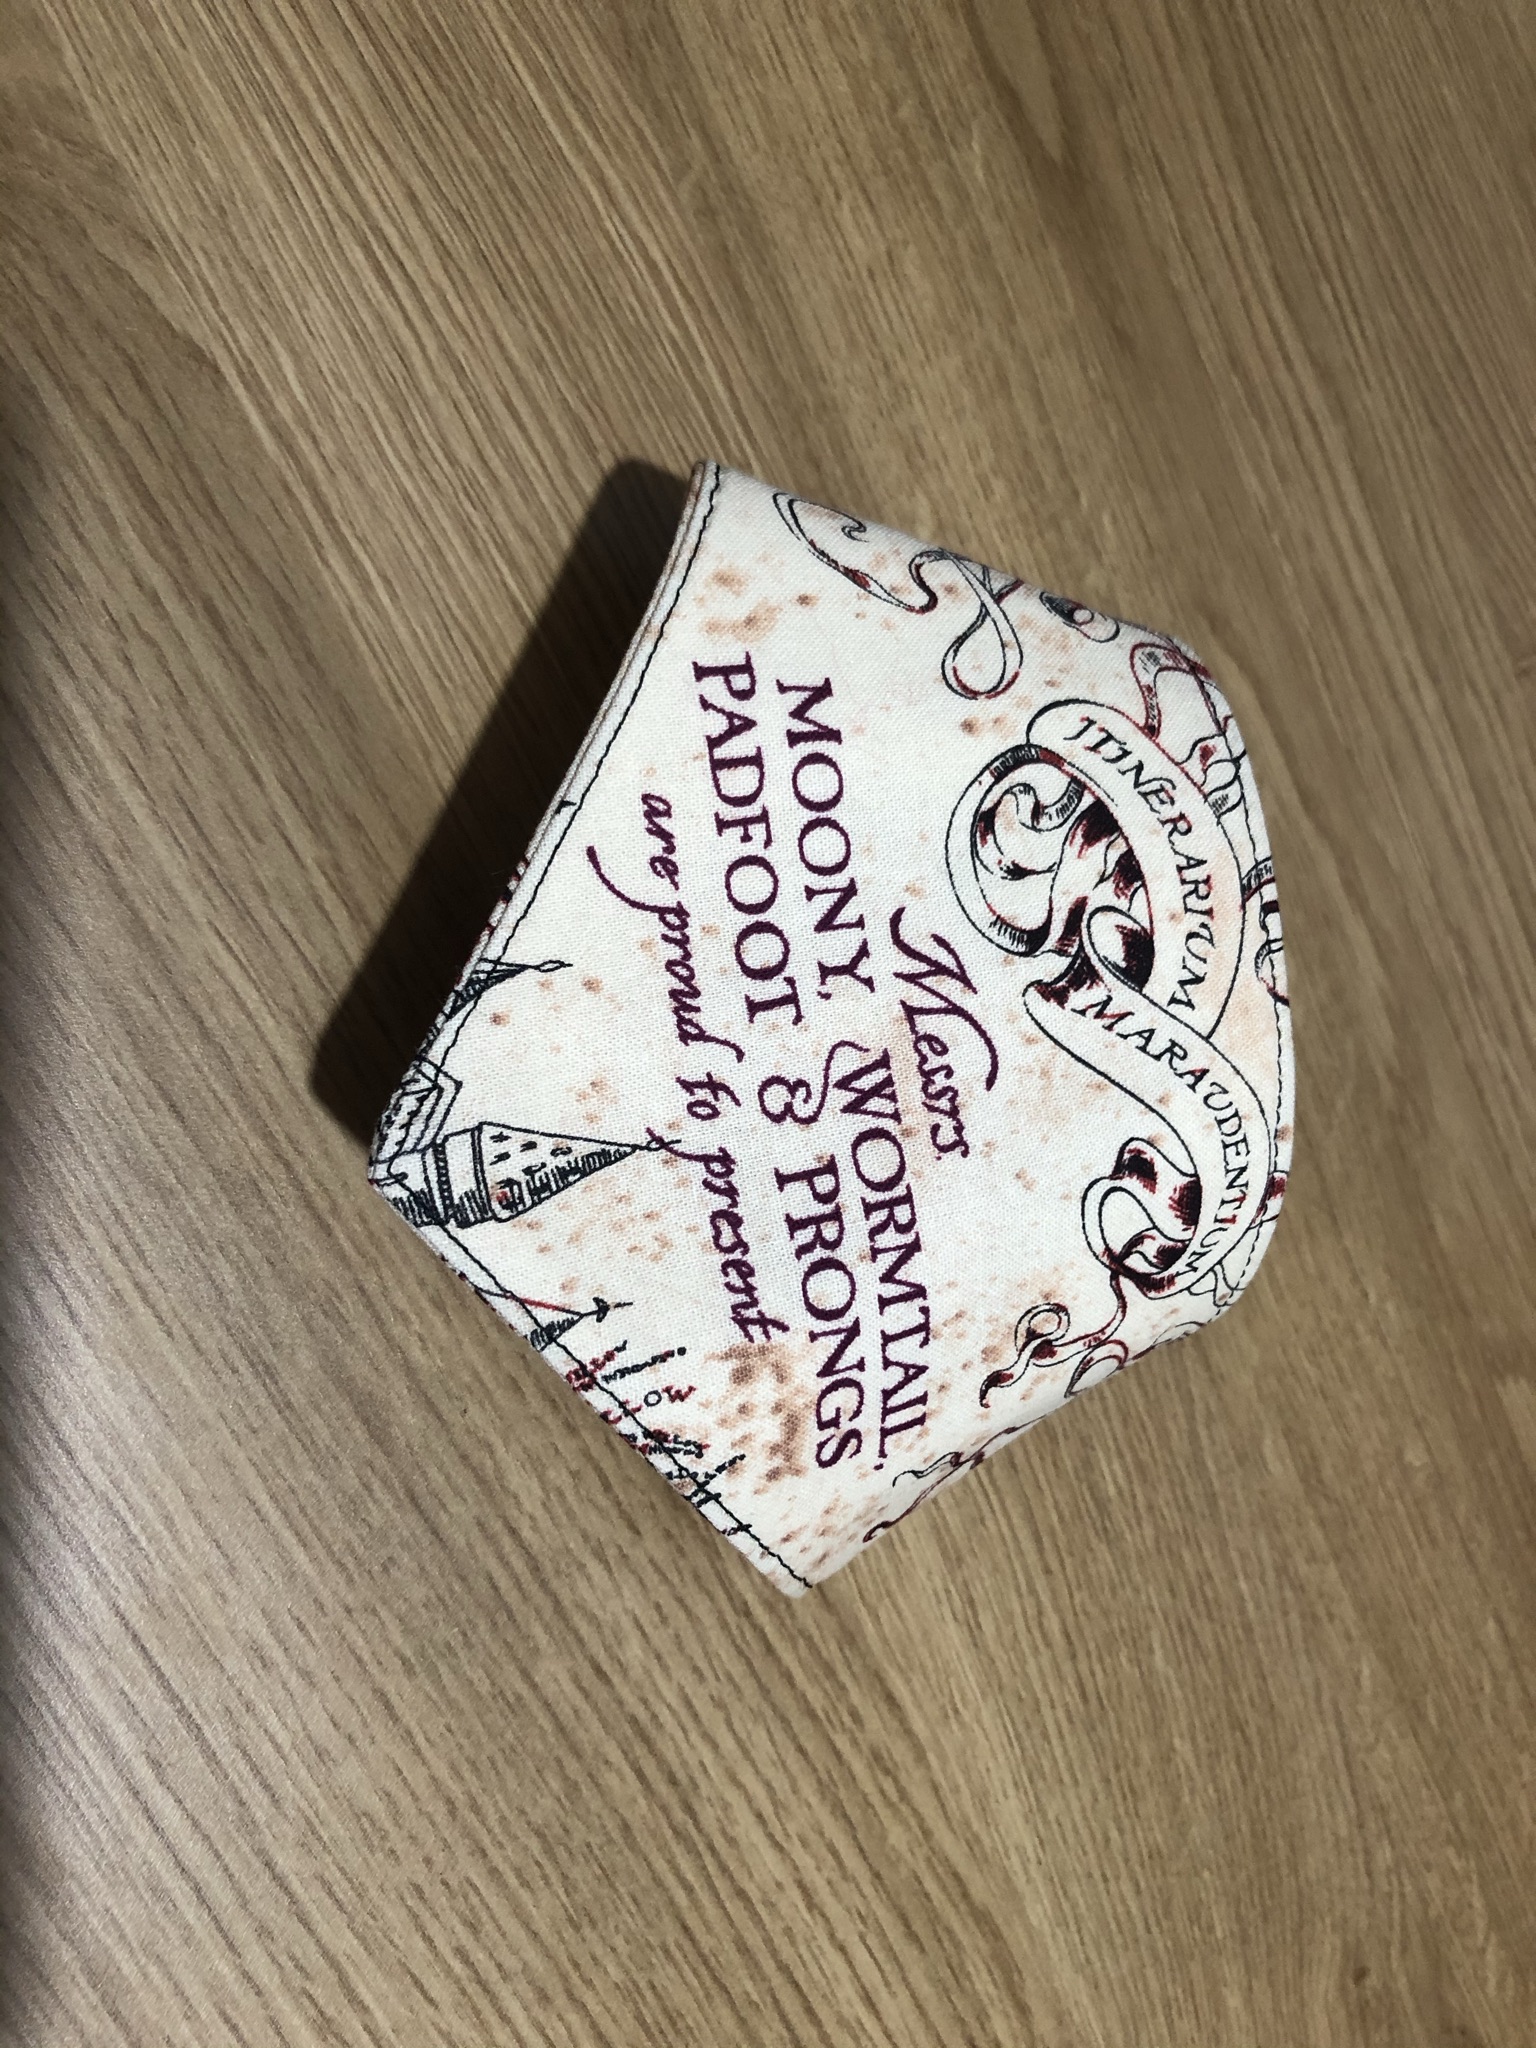 ITINERARIUM
MARAUDENTIUM
Messrs.
MOONY, WORMTAIL,
PADFOOT & PRONGS
are proud to present